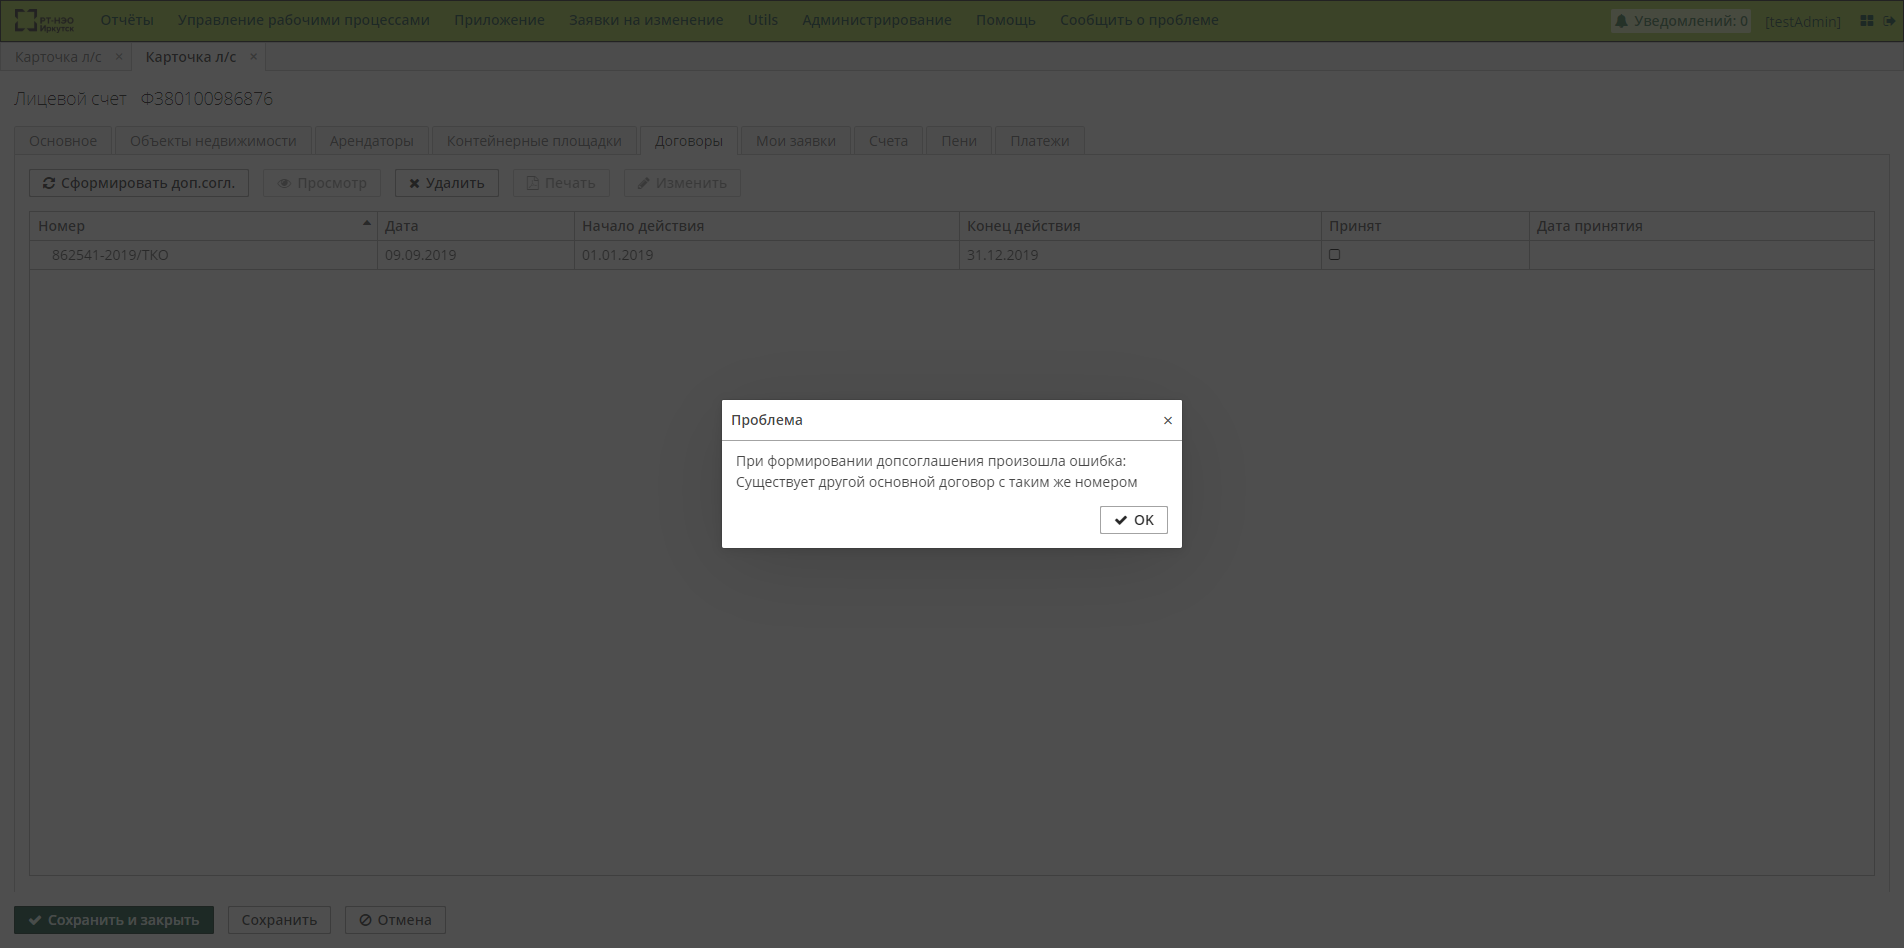 РТ-НЭО Иркутск Отчёты Управление рабочими процессами Приложение Заявки на изменение Utils Администрирование Помощь Сообщить о проблеме Уведомлений: 0 [testAdmin]
Карточка л/с × Карточка л/с ×
Лицевой счет Ф380100986876
Основное Объекты недвижимости Арендаторы Контейнерные площадки Договоры Мои заявки Счета Пени Платежи
Сформировать доп.согл. Просмотр Удалить Печать Изменить
Номер Дата Начало действия Конец действия Принят Дата принятия
862541-2019/ТКО 09.09.2019 01.01.2019 31.12.2019
Проблема ×
При формировании допсоглашения произошла ошибка:
Существует другой основной договор с таким же номером
OK
Сохранить и закрыть Сохранить Отмена